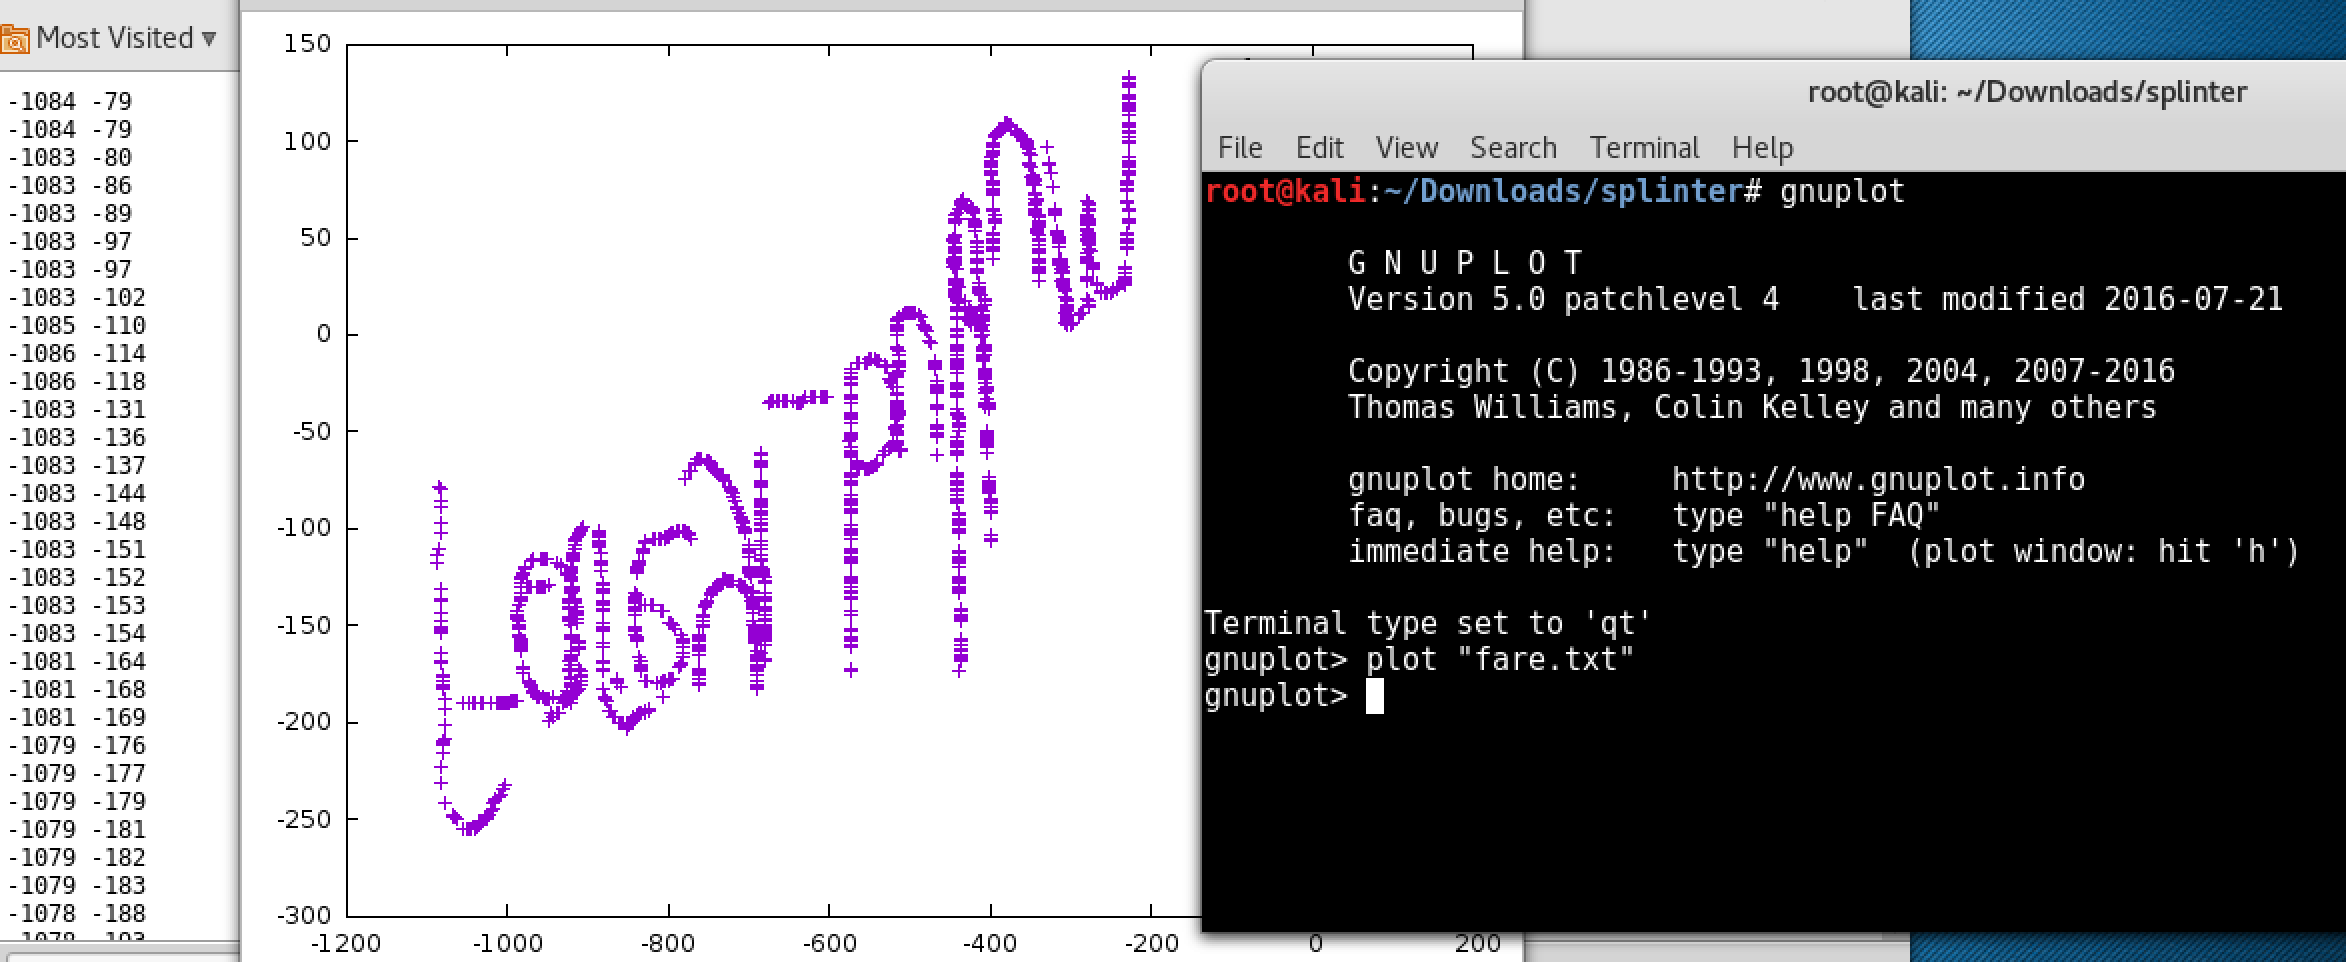 Most Visited ▼
-1084 -79
-1084 -79
-1083 -80
-1083 -86
-1083 -89
-1083 -97
-1083 -97
-1083 -102
-1085 -110
-1086 -114
-1086 -118
-1083 -131
-1083 -136
-1083 -137
-1083 -144
-1083 -148
-1083 -151
-1083 -152
-1083 -153
-1083 -154
-1081 -164
-1081 -168
-1081 -169
-1079 -176
-1079 -177
-1079 -179
-1079 -181
-1079 -182
-1079 -183
-1078 -188
-1078 -193
150
100
50
0
-50
-100
-150
-200
-250
-300
-1200 -1000 -800 -600 -400 -200 0 200
root@kali: ~/Downloads/splinter
File Edit View Search Terminal Help
root@kali:~/Downloads/splinter# gnuplot
G N U P L O T
Version 5.0 patchlevel 4 last modified 2016-07-21
Copyright (C) 1986-1993, 1998, 2004, 2007-2016
Thomas Williams, Colin Kelley and many others
gnuplot home: http://www.gnuplot.info
faq, bugs, etc: type "help FAQ"
immediate help: type "help" (plot window: hit 'h')
Terminal type set to 'qt'
gnuplot> plot "fare.txt"
gnuplot>